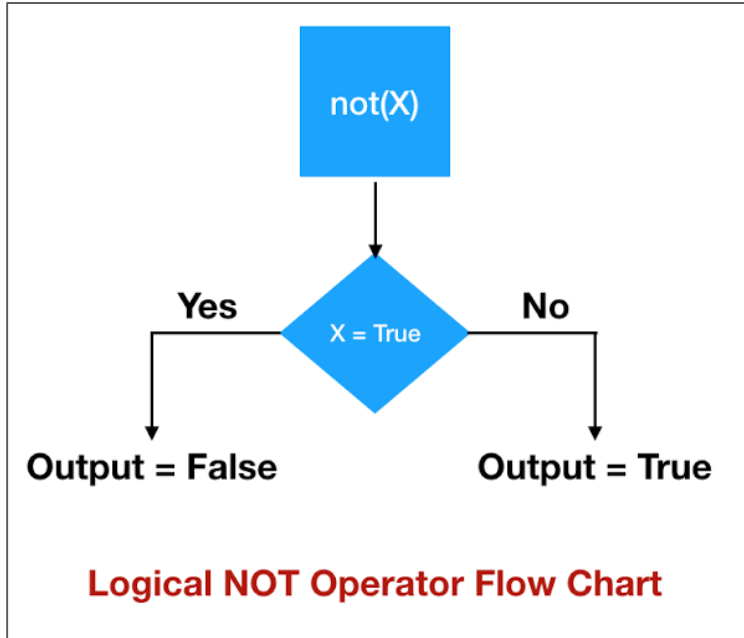 not(X)
Yes
No
X = True
Output = False
Output = True
Logical NOT Operator Flow Chart